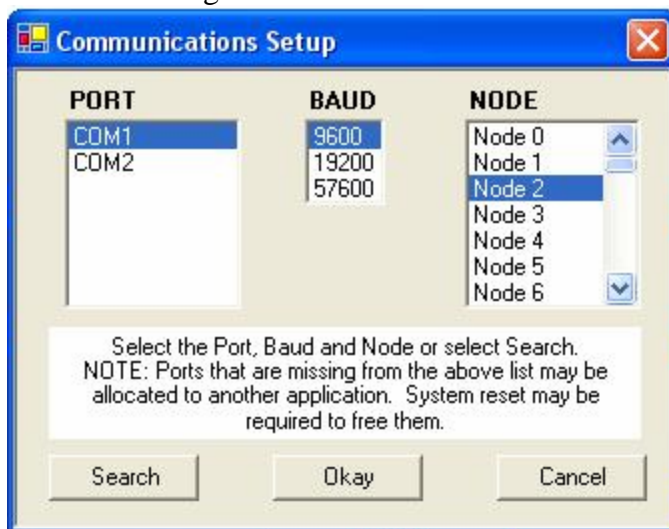 Communications Setup
PORT
BAUD
NODE
COM1
COM2
9600
19200
57600
Node 0
Node 1
Node 2
Node 3
Node 4
Node 5
Node 6
Select the Port, Baud and Node or select Search.
NOTE: Ports that are missing from the above list may be
allocated to another application.  System reset may be
required to free them.
Search
Okay
Cancel